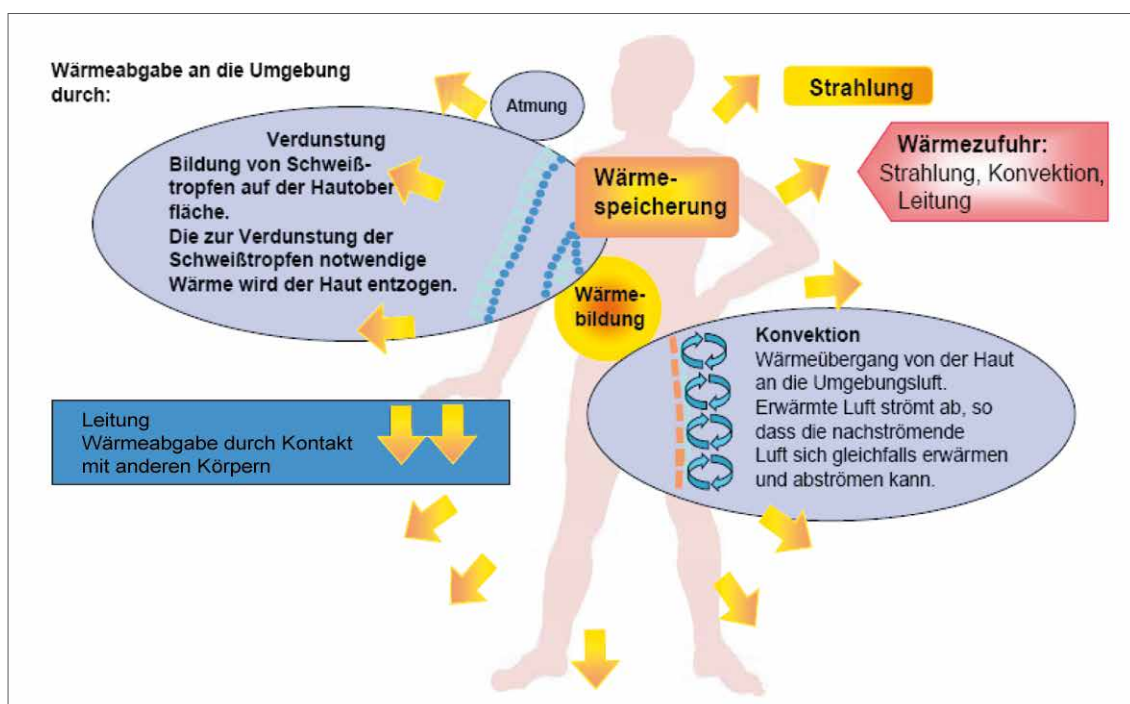 Wärmeabgabe an die Umgebung
durch:
Atmung
Strahlung
Verdunstung
Bildung von Schweiß-
tropfen auf der Hautober
fläche.
Die zur Verdunstung der
Schweißtropfen notwendige
Wärme wird der Haut entzogen.
Wärme-
speicherung
Wärmezufuhr:
Strahlung, Konvektion,
Leitung
Wärme-
bildung
Konvektion
Wärmeübergang von der Haut
an die Umgebungsluft.
Erwärmte Luft strömt ab, so
dass die nachströmende
Luft sich gleichfalls erwärmen
und abströmen kann.
Leitung
Wärmeabgabe durch Kontakt
mit anderen Körpern